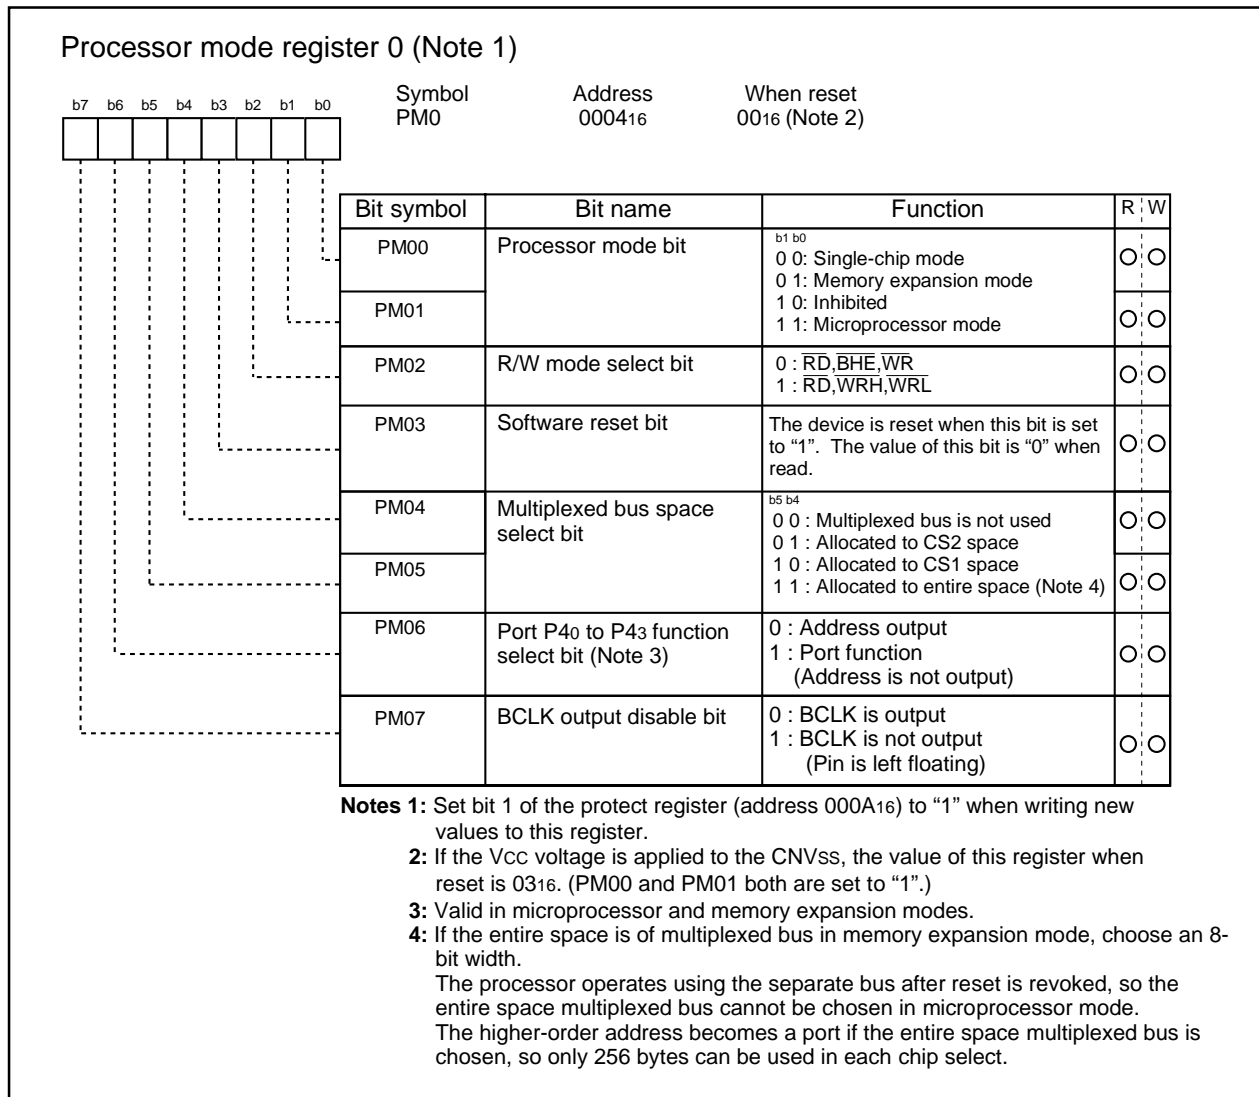 Processor mode register 0 (Note 1)
Symbol Address When reset
PM0 000416 0016 (Note 2)
b7 b6 b5 b4 b3 b2 b1 b0
Bit symbol Bit name Function R W
PM00 Processor mode bit
b1 b0
0 0: Single-chip mode
0 1: Memory expansion mode
PM01
1 0: Inhibited
1 1: Microprocessor mode
PM02 R/W mode select bit 0 : RD,BHE,WR
1 : RD,WRH,WRL
PM03 Software reset bit The device is reset when this bit is set
to “1”. The value of this bit is “0” when
read.
PM04 Multiplexed bus space
select bit
b5 b4
0 0 : Multiplexed bus is not used
0 1 : Allocated to CS2 space
PM05
1 0 : Allocated to CS1 space
1 1 : Allocated to entire space (Note 4)
PM06 Port P40 to P43 function
select bit (Note 3)
0 : Address output
1 : Port function
(Address is not output)
PM07 BCLK output disable bit 0 : BCLK is output
1 : BCLK is not output
(Pin is left floating)
Notes 1: Set bit 1 of the protect register (address 000A16) to “1” when writing new
values to this register.
2: If the VCC voltage is applied to the CNVSS, the value of this register when
reset is 0316. (PM00 and PM01 both are set to “1”.)
3: Valid in microprocessor and memory expansion modes.
4: If the entire space is of multiplexed bus in memory expansion mode, choose an 8-
bit width.
The processor operates using the separate bus after reset is revoked, so the
entire space multiplexed bus cannot be chosen in microprocessor mode.
The higher-order address becomes a port if the entire space multiplexed bus is
chosen, so only 256 bytes can be used in each chip select.